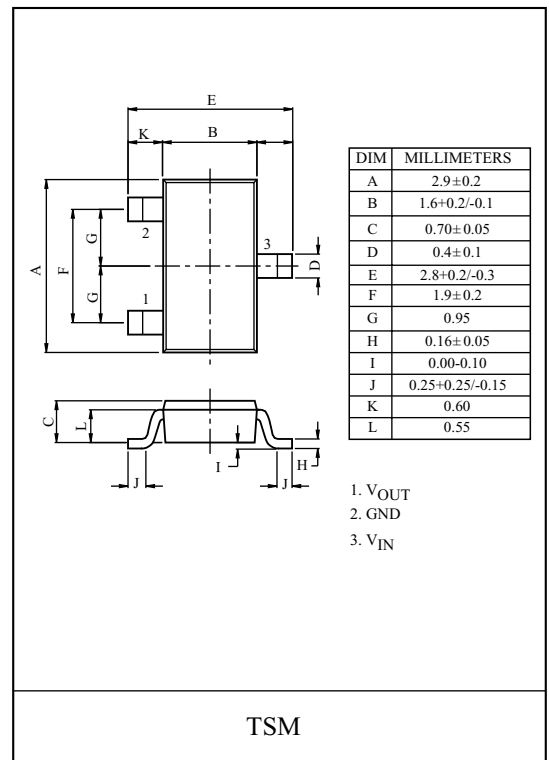 E
K
B
A
F
G
G
2
1
3
D
C
L
J
I
H
J
DIM MILLIMETERS
A 2.9±0.2
B 1.6+0.2/-0.1
C 0.70±0.05
D 0.4±0.1
E 2.8+0.2/-0.3
F 1.9±0.2
G 0.95
H 0.16±0.05
I 0.00-0.10
J 0.25+0.25/-0.15
K 0.60
L 0.55
1. VOUT
2. GND
3. VIN
TSM